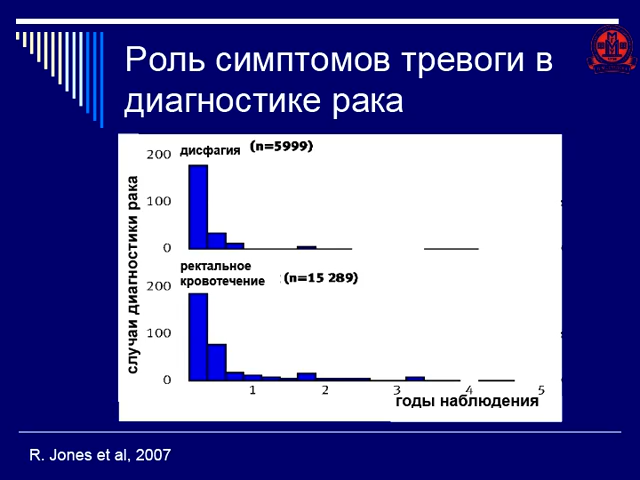 Роль симптомов тревоги в
диагностике рака
случаи диагностики рака
дисфагия (n=5999)
200
100
0
ректальное
кровотечение (n=15 289)
200
100
0
1 2 3 4 5
годы наблюдения
R. Jones et al, 2007